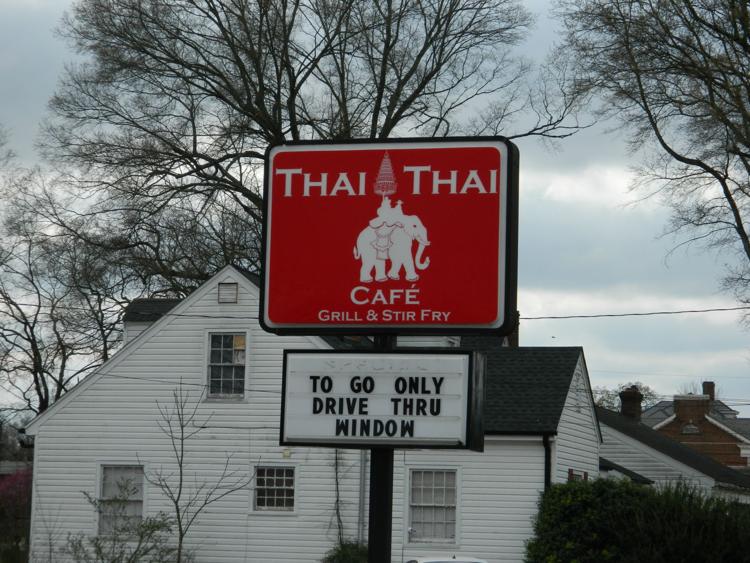 THAI THAI
CAFÉ
GRILL & STIR FRY
TO GO ONLY
DRIVE THRU
WINDOW